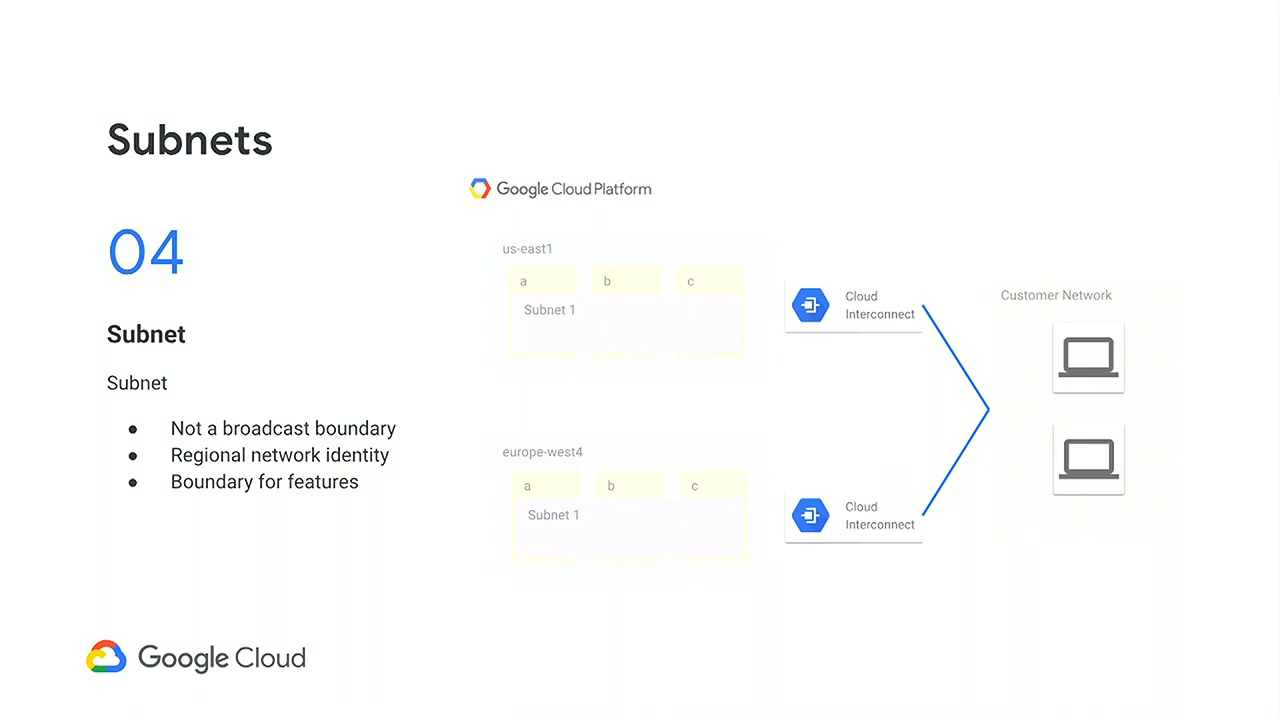 Subnets
04
Subnet
Subnet
● Not a broadcast boundary
● Regional network identity
● Boundary for features
Google Cloud Platform
us-east1
a b c
Subnet 1
Cloud
Interconnect
Customer Network
europe-west4
a b c
Subnet 1
Cloud
Interconnect
Google Cloud